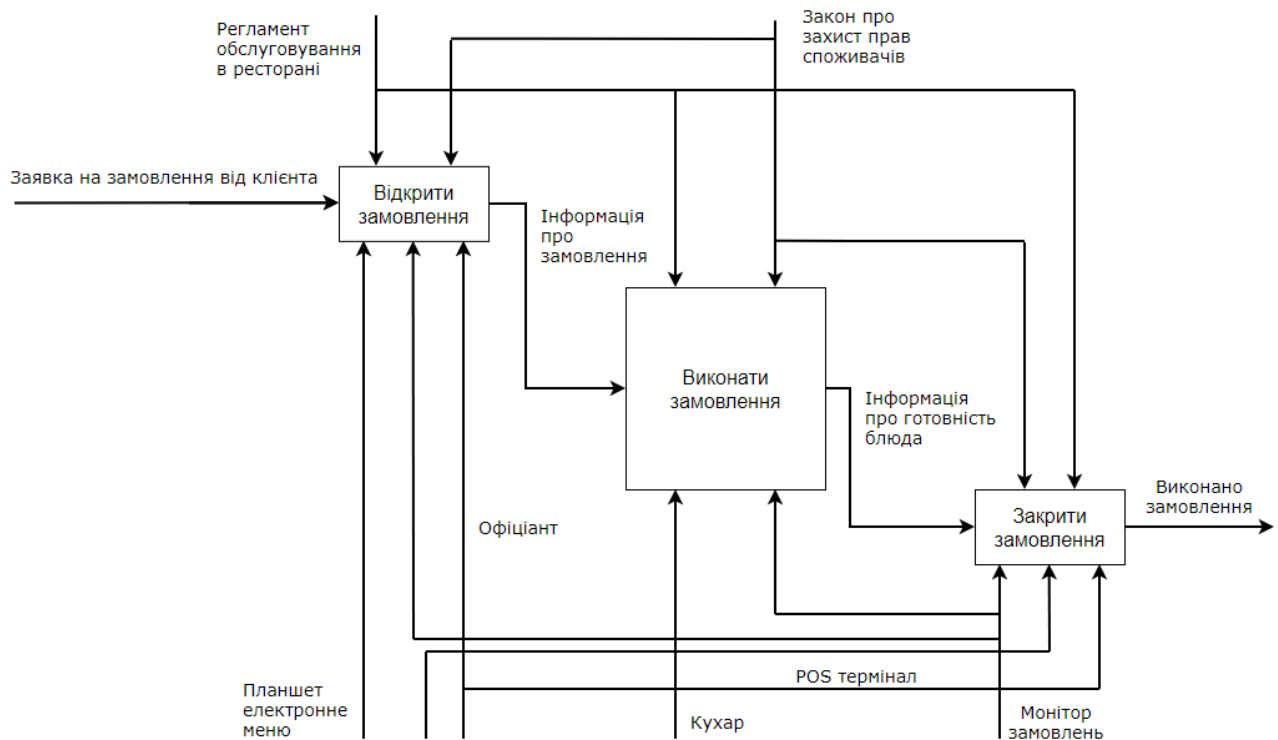 Регламент
обслуговування
в ресторані
Закон про
захист прав
споживачів
Заявка на замовлення від клієнта
Відкрити
замовлення
Інформація
про
замовлення
Виконати
замовлення
Інформація
про готовність
блюда
Виконано
замовлення
Закрити
замовлення
Офіціант
POS термінал
Планшет
електронне
меню
Кухар
Монітор
замовлень